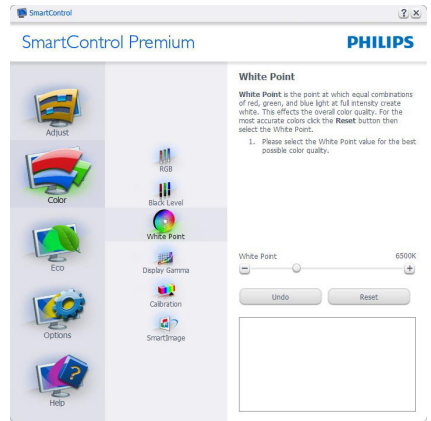 SmartControl
SmartControl Premium
PHILIPS
Adjust
Color
Eco
Options
Help
RGB
Black Level
White Point
Display Gamma
Calibration
SmartImage
White Point
White Point is the point at which equal combinations
of red, green, and blue light at full intensity create
white. This effects the overall color quality. For the
most accurate colors click the Reset button then
select the White Point.
1. Please select the White Point value for the best
possible color quality.
White Point 6500K
Undo Reset